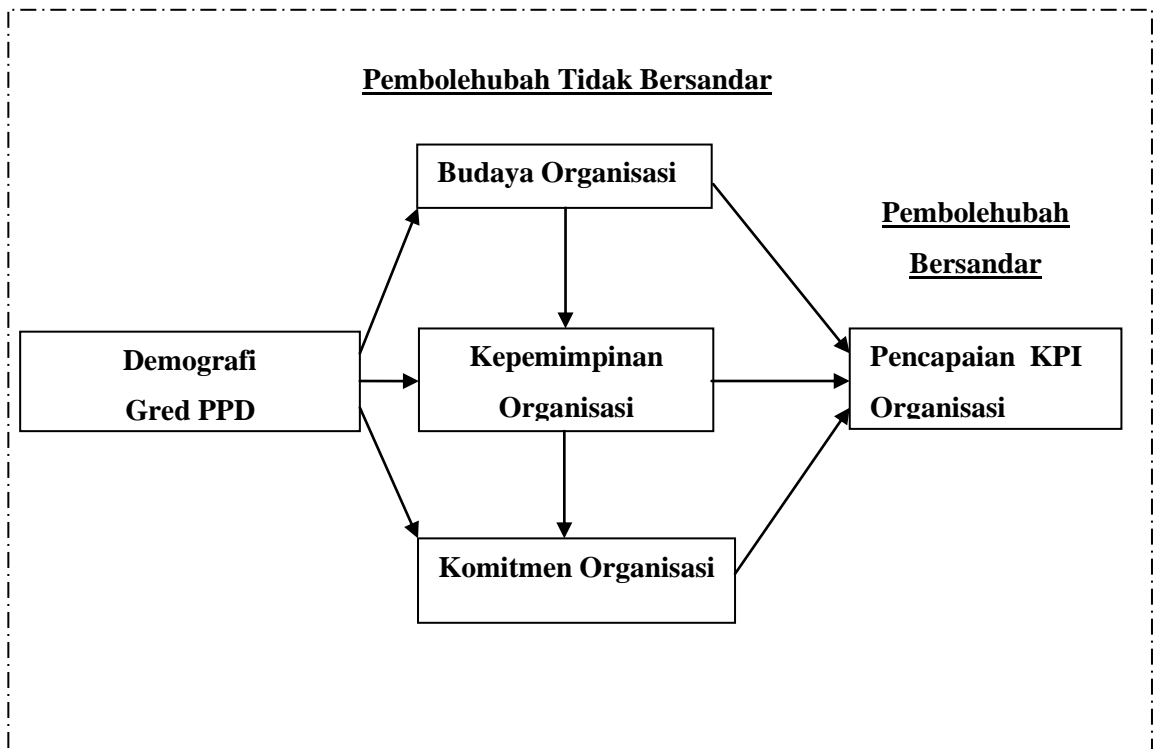 Pembolehubah Tidak Bersandar
Budaya Organisasi
Pembolehubah
Bersandar
Demografi
Gred PPD
Kepemimpinan
Organisasi
Pencapaian KPI
Organisasi
Komitmen Organisasi